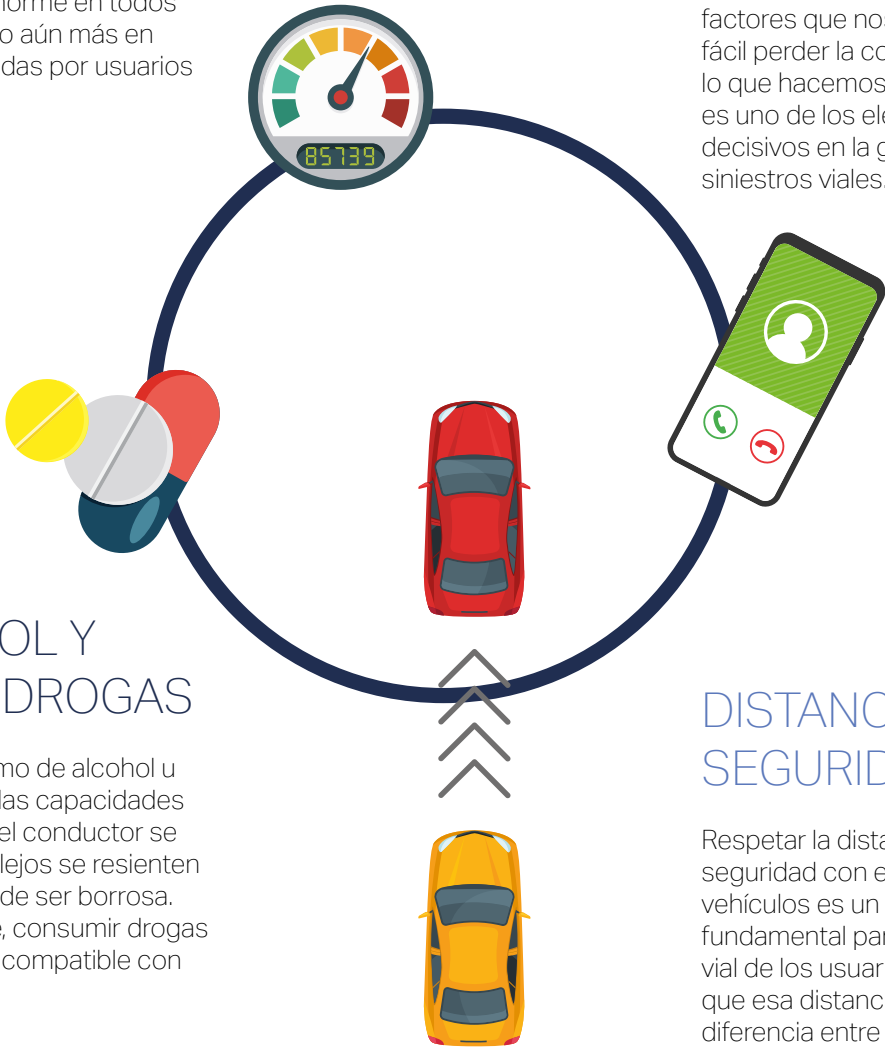 norme en todos
o aún más en
das por usuarios
85739
factores que nos
fácil perder la co
lo que hacemos
es uno de los ele
decisivos en la g
siniestros viales.
OL Y
DROGAS
mo de alcohol u
las capacidades
el conductor se
lejos se resienten
de ser borrosa.
, consumir drogas
compatible con
DISTANC
SEGURID
Respetar la dista
seguridad con e
vehículos es un
fundamental par
vial de los usuar
que esa distanc
diferencia entre